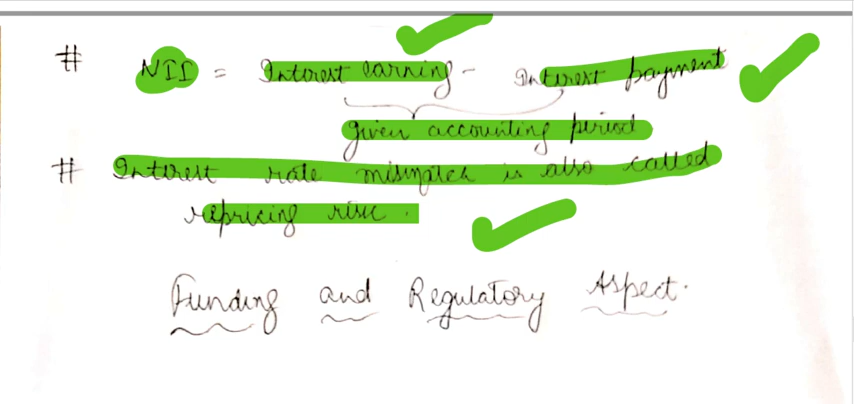 # NII = Interest earning - Interest payment
given accounting period
# Interest rate mismatch is also called
repricing risk.
Funding and Regulatory Aspect.